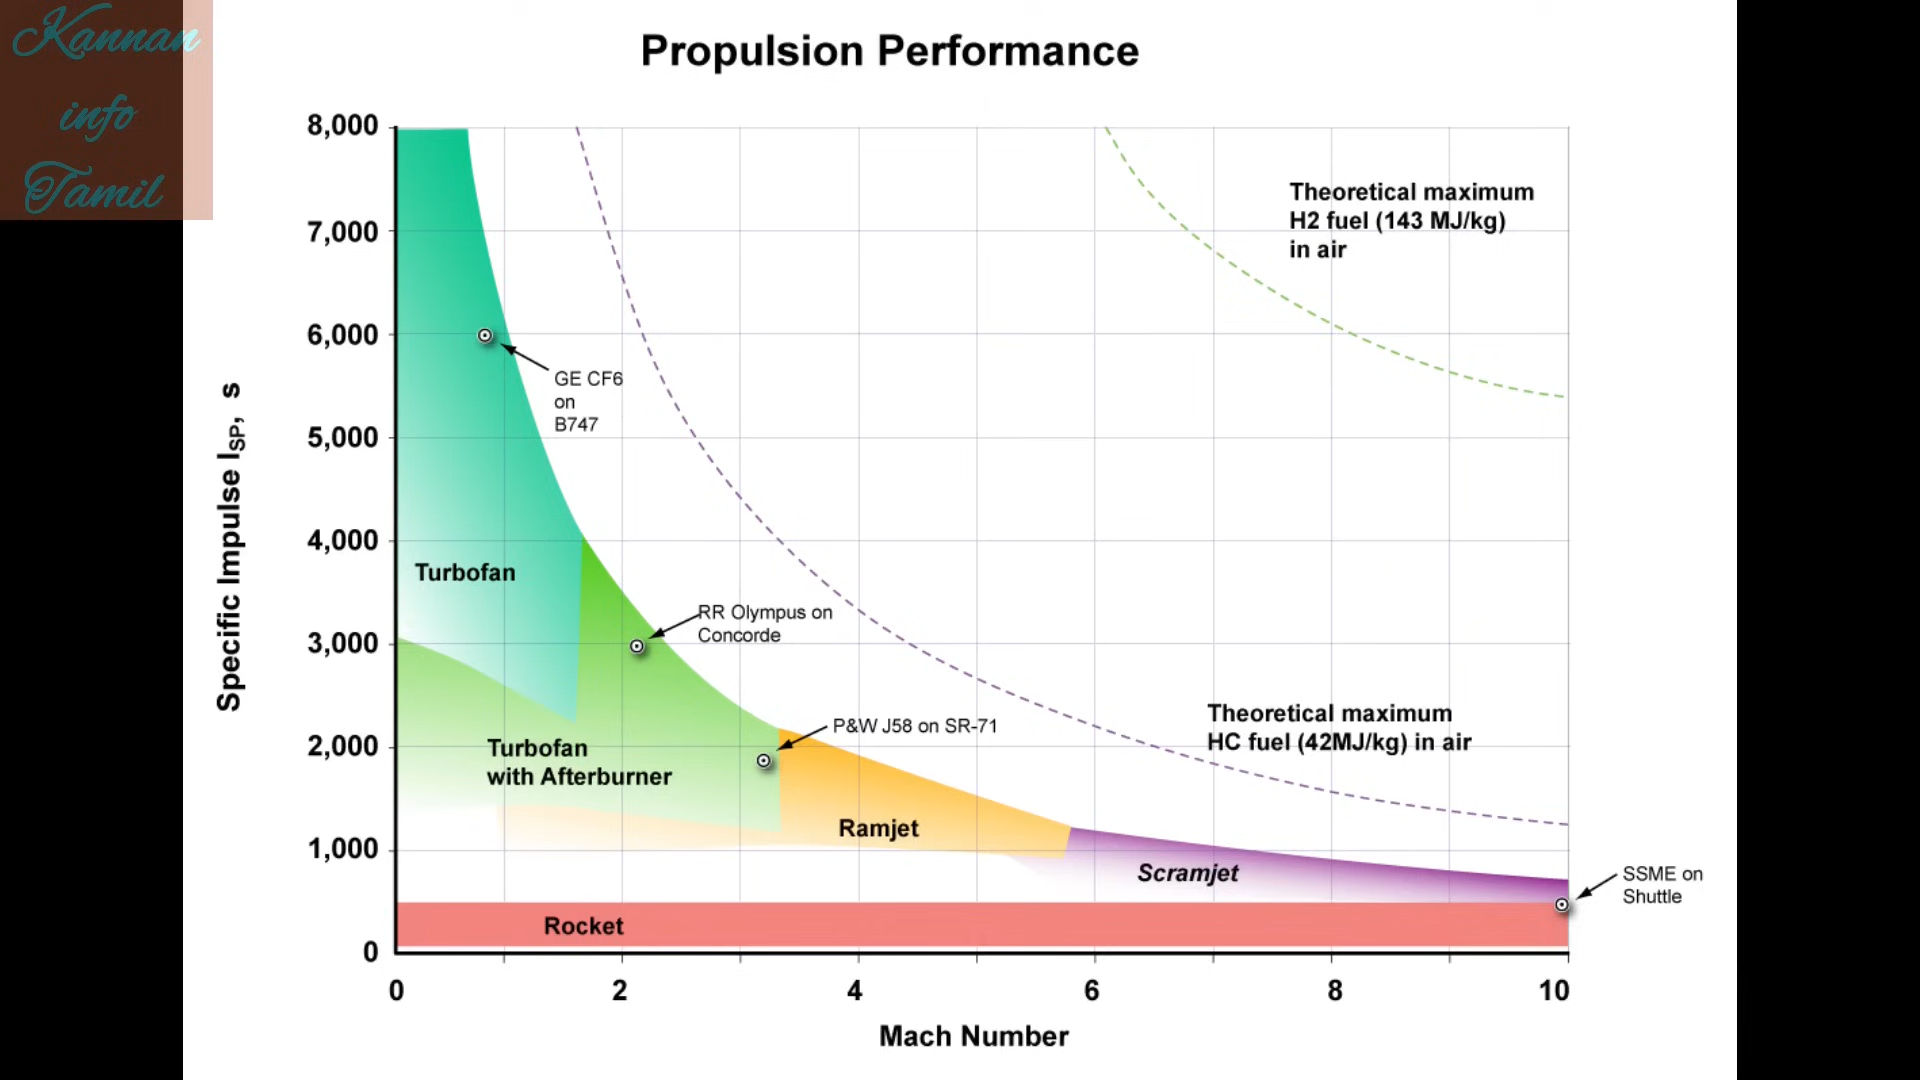 Kannan
info
Tamil
Propulsion Performance
8,000
7,000
6,000
5,000
4,000
3,000
2,000
1,000
0
Specific Impulse ISP, s
Theoretical maximum
H2 fuel (143 MJ/kg)
in air
GE CF6
on
B747
Turbofan
RR Olympus on
Concorde
P&W J58 on SR-71
Theoretical maximum
HC fuel (42MJ/kg) in air
Turbofan
with Afterburner
Ramjet
Scramjet
SSME on
Shuttle
Rocket
0 2 4 6 8 10
Mach Number